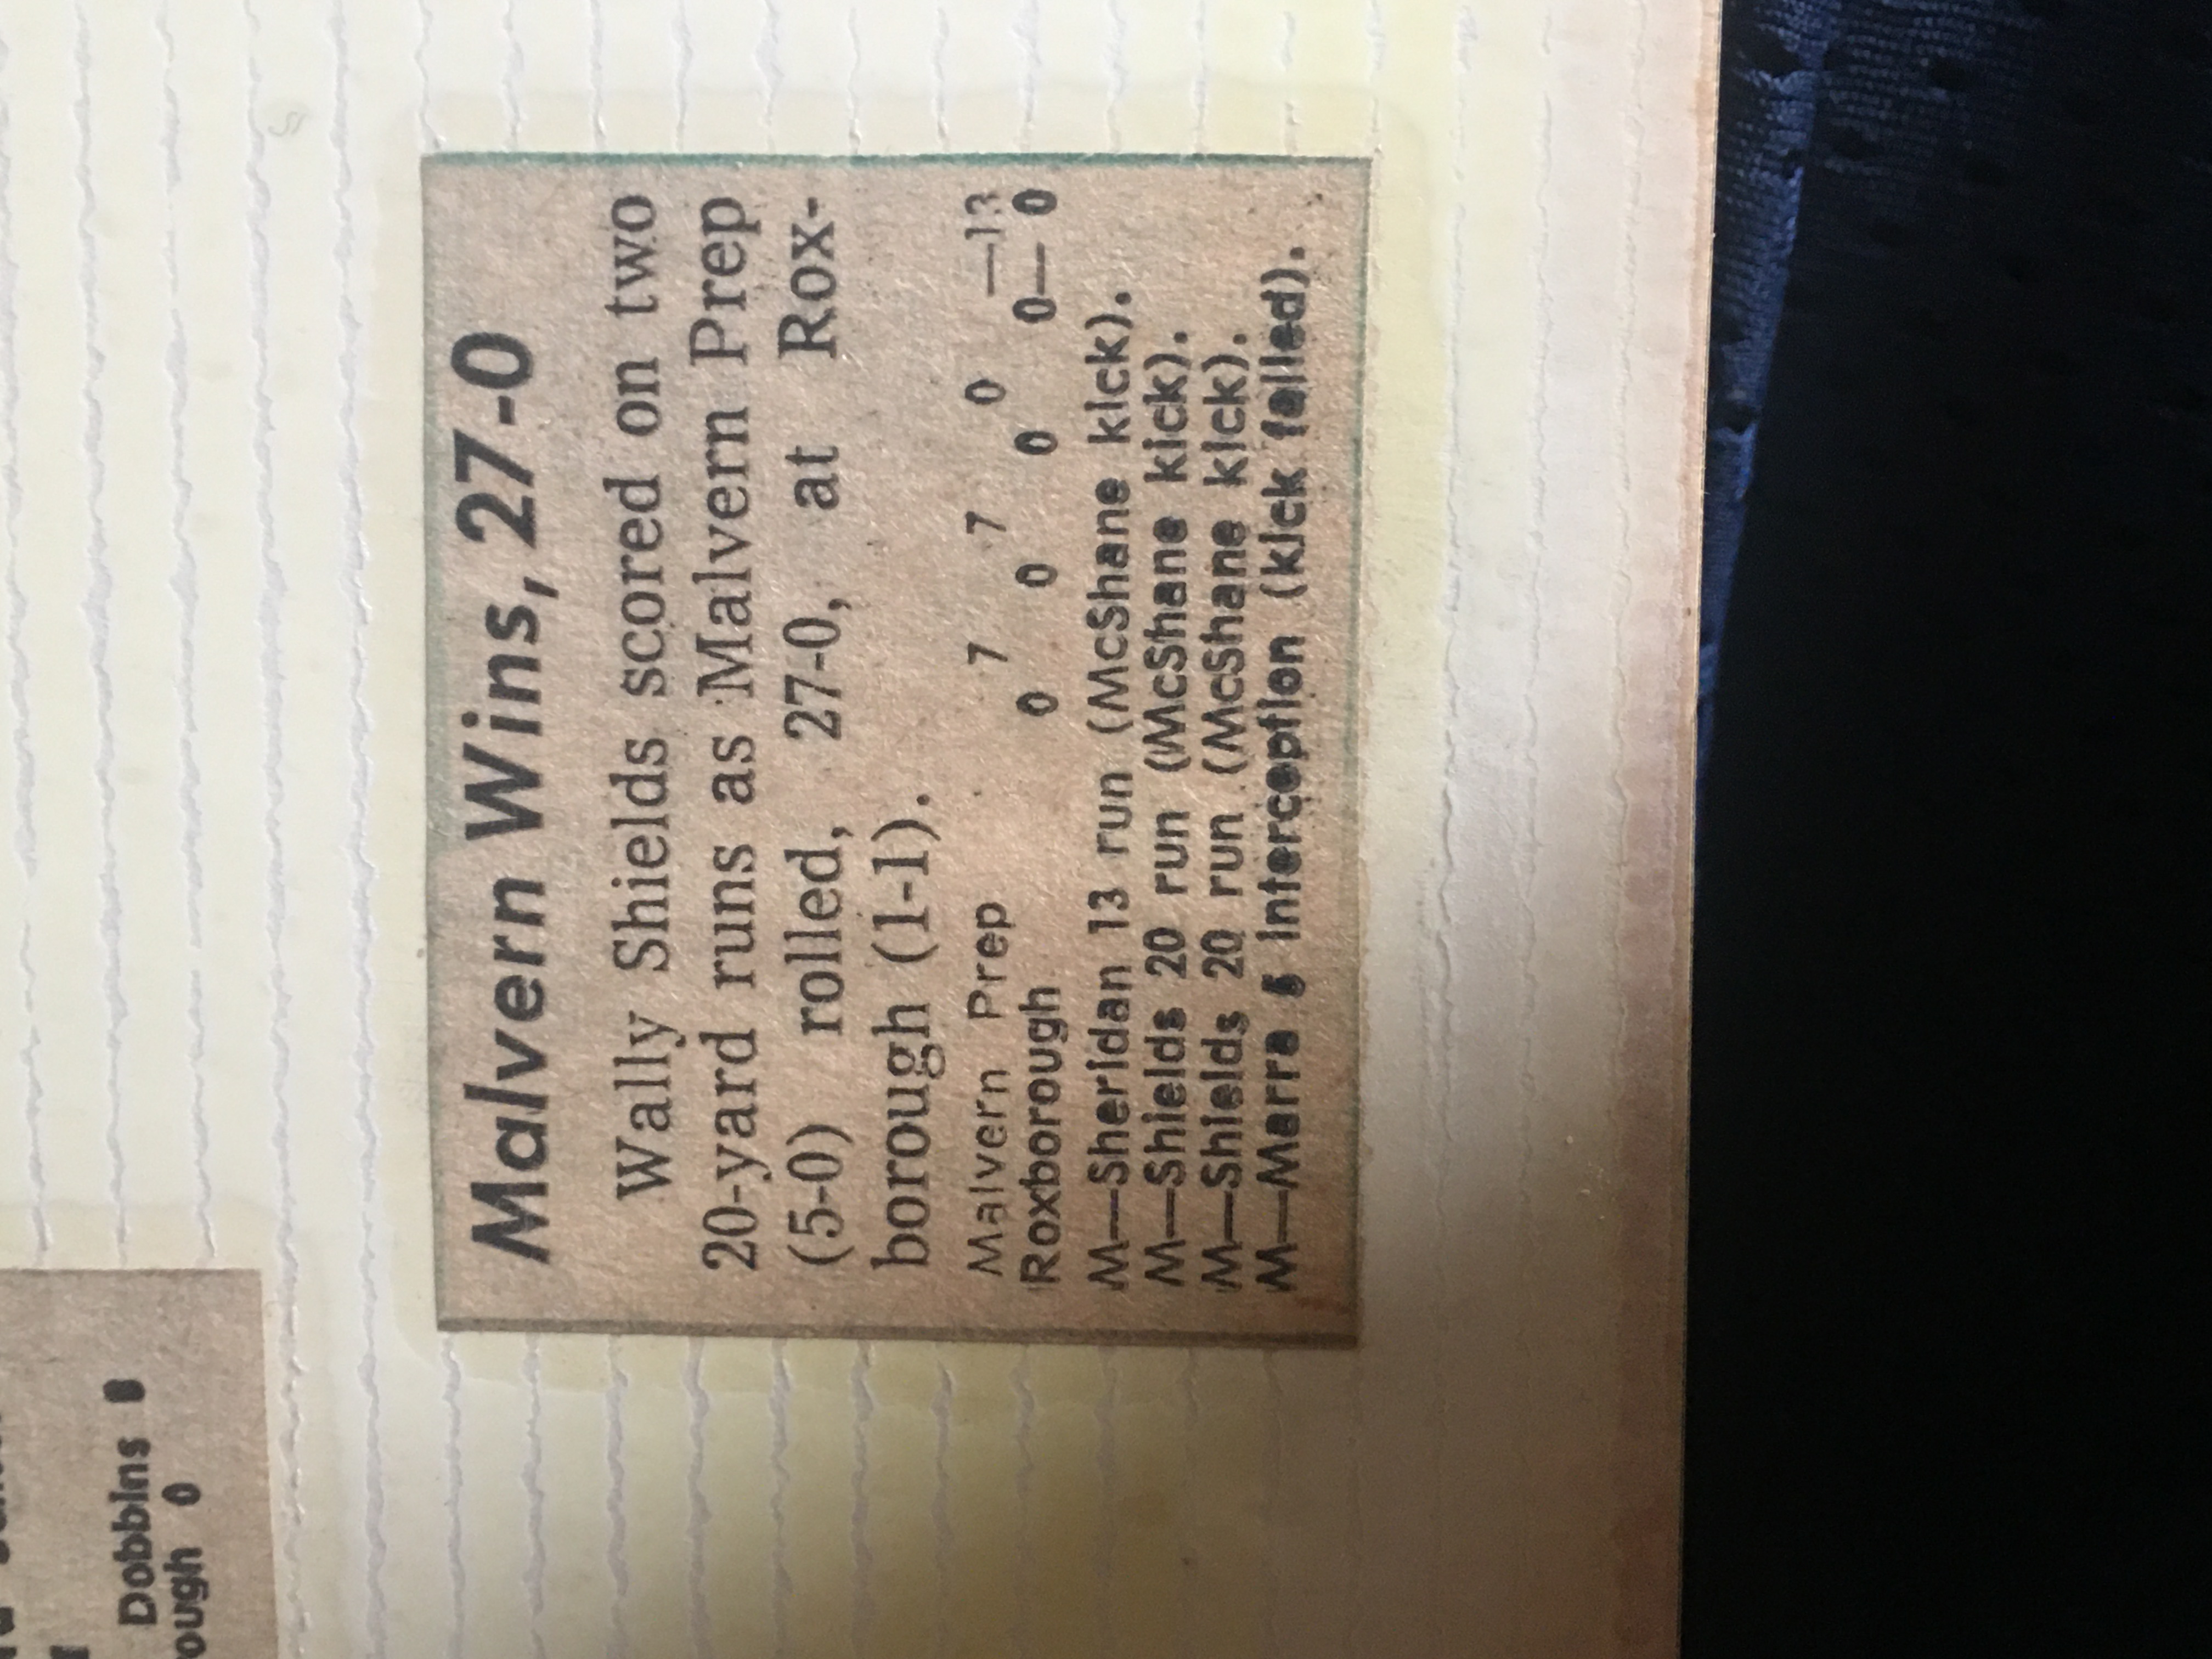 Malvern Wins, 27-0
Wally Shields scored on two
20-yard runs as Malvern Prep
(5-0) rolled, 27-0, at Rox-
borough (1-1).
Malvern Prep 7 7 0 —13
Roxborough 0 0 0 0— 0
M—Sheridan 13 run (McShane kick).
M—Shields 20 run (McShane kick).
M—Shields 20 run (McShane kick).
M—Marra interception (kick failed).
Dobbins 8
ough 0